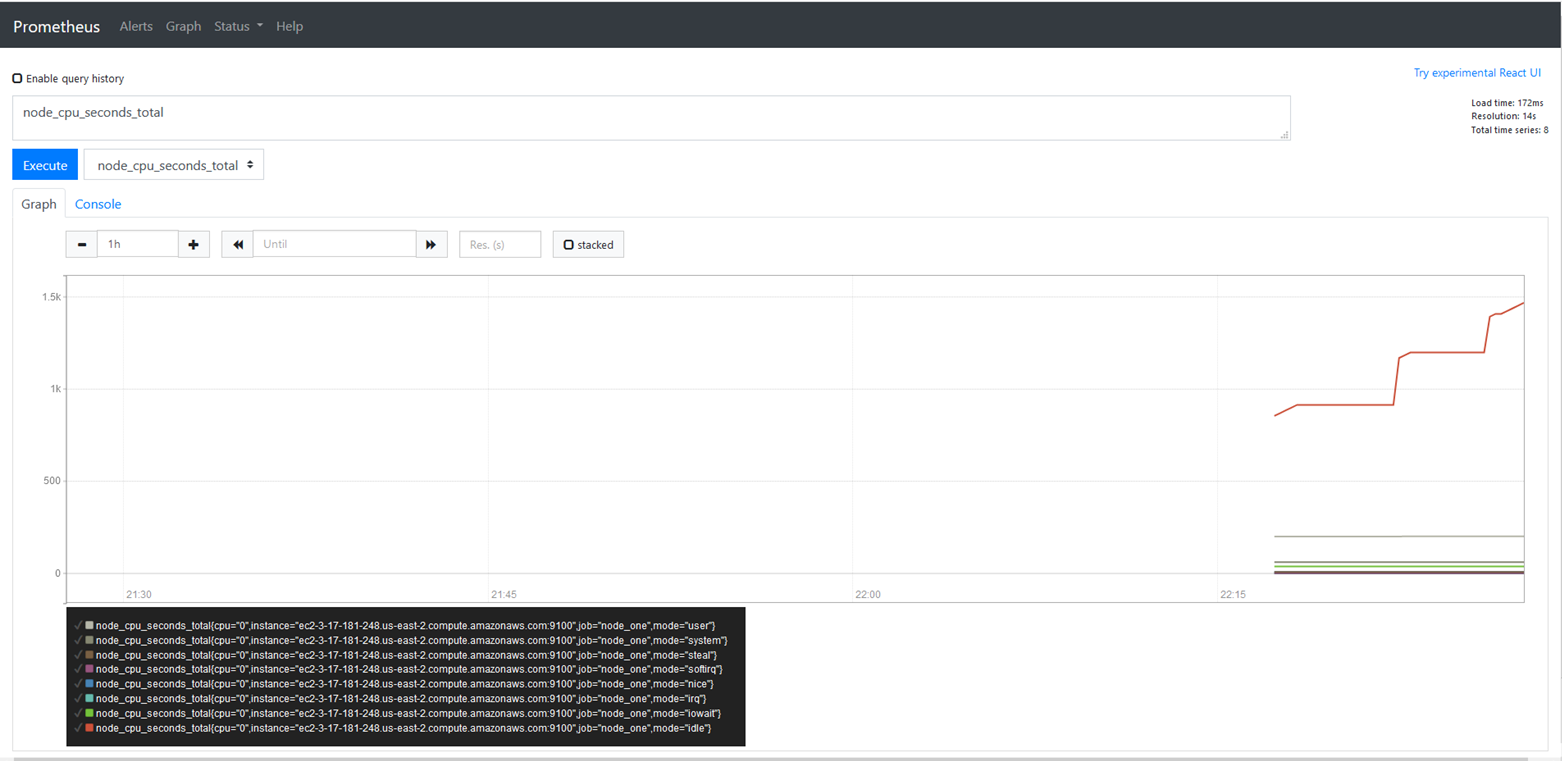 Prometheus Alerts Graph Status Help
Enable query history
Try experimental React UI
node_cpu_seconds_total
Load time: 172ms
Resolution: 14s
Total time series: 8
Execute node_cpu_seconds_total
Graph Console
1h Until Res. (s) stacked
1.5k
1k
500
0
21:30 21:45 22:00 22:15
node_cpu_seconds_total{cpu="0",instance="ec2-3-17-181-248.us-east-2.compute.amazonaws.com:9100",job="node_one",mode="user"}
node_cpu_seconds_total{cpu="0",instance="ec2-3-17-181-248.us-east-2.compute.amazonaws.com:9100",job="node_one",mode="system"}
node_cpu_seconds_total{cpu="0",instance="ec2-3-17-181-248.us-east-2.compute.amazonaws.com:9100",job="node_one",mode="steal"}
node_cpu_seconds_total{cpu="0",instance="ec2-3-17-181-248.us-east-2.compute.amazonaws.com:9100",job="node_one",mode="softirq"}
node_cpu_seconds_total{cpu="0",instance="ec2-3-17-181-248.us-east-2.compute.amazonaws.com:9100",job="node_one",mode="nice"}
node_cpu_seconds_total{cpu="0",instance="ec2-3-17-181-248.us-east-2.compute.amazonaws.com:9100",job="node_one",mode="irq"}
node_cpu_seconds_total{cpu="0",instance="ec2-3-17-181-248.us-east-2.compute.amazonaws.com:9100",job="node_one",mode="iowait"}
node_cpu_seconds_total{cpu="0",instance="ec2-3-17-181-248.us-east-2.compute.amazonaws.com:9100",job="node_one",mode="idle"}